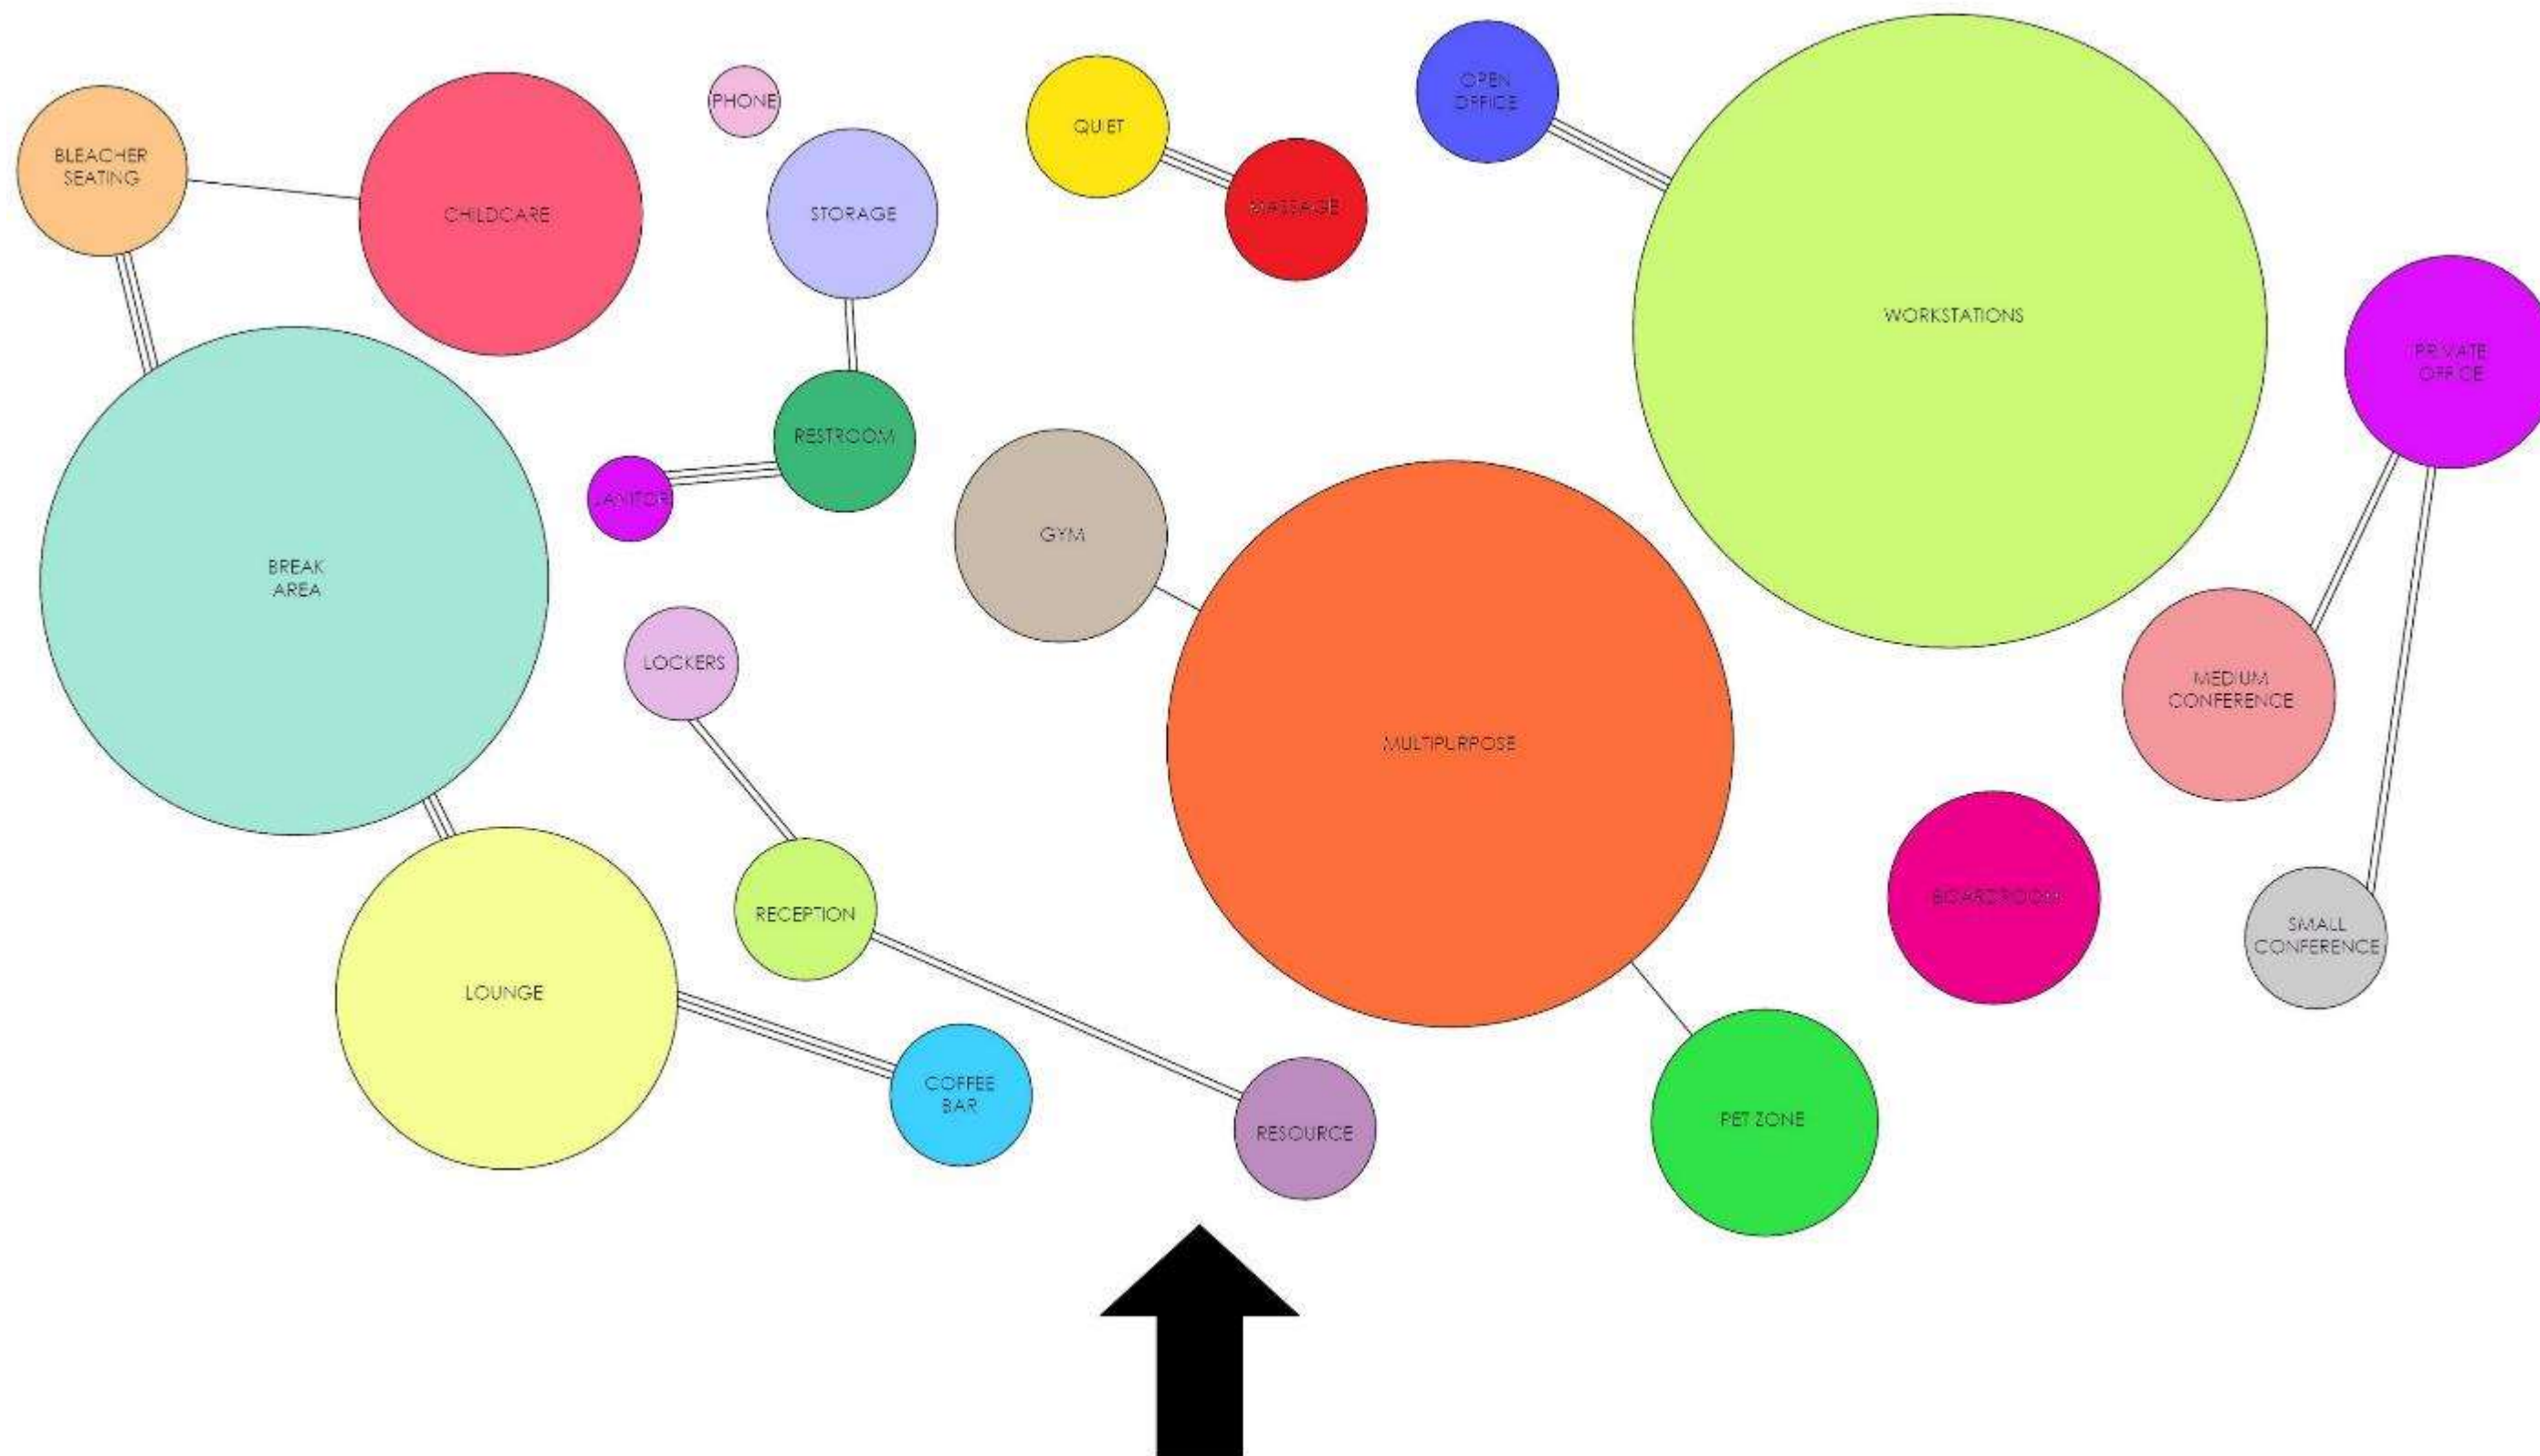 BLEACHER
SEATING
CHILDCARE
PHONE
STORAGE
QUIET
MASSAGE
OPEN
OFFICE
WORKSTATIONS
PRIVATE
OFFICE
RESTROOM
JANITOR
GYM
BREAK
AREA
LOCKERS
MULTIPURPOSE
MEDIUM
CONFERENCE
BOARDROOM
RECEPTION
SMALL
CONFERENCE
LOUNGE
COFFEE
BAR
RESOURCE
PET ZONE